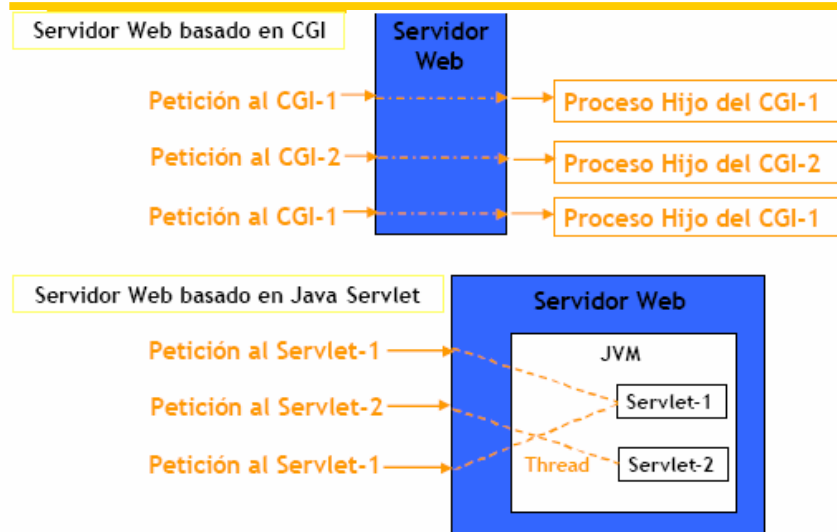 Servidor Web basado en CGI
Servidor
Web
Petición al CGI-1
Proceso Hijo del CGI-1
Petición al CGI-2
Proceso Hijo del CGI-2
Petición al CGI-1
Proceso Hijo del CGI-1
Servidor Web basado en Java Servlet
Servidor Web
Petición al Servlet-1
JVM
Servlet-1
Petición al Servlet-2
Petición al Servlet-1
Thread
Servlet-2